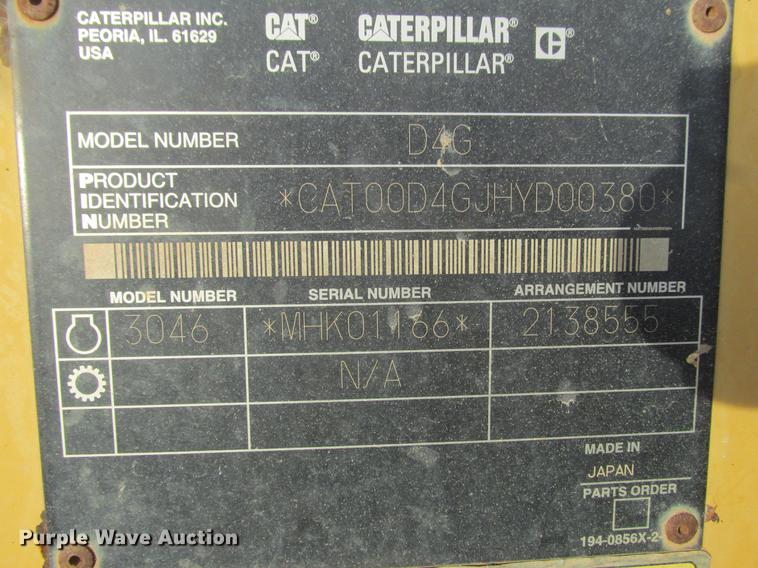 CATERPILLAR INC.
PEORIA, IL. 61629
USA
CAT® CATERPILLAR® C®
CAT® CATERPILLAR®
MODEL NUMBER D4G
PRODUCT
IDENTIFICATION
NUMBER
*CAT00D4GJHYD00380*
MODEL NUMBER SERIAL NUMBER ARRANGEMENT NUMBER
3046 *MHK01166* 2138555
N/A
MADE IN
JAPAN
PARTS ORDER
194-0856X-2
Purple Wave Auction